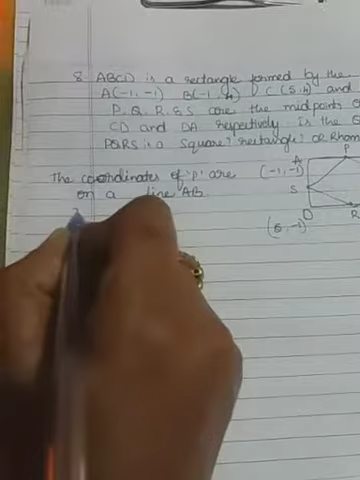 8. ABCD is a rectangle formed by the
A(-1, -1) B(-1, 4) C(5, 4) and
P, Q, R, & S are the midpoints
CD and DA respectively Is the
PQRS is a Square? rectangle? or Rhom
The coordinates of 'P' are
on a line AB
A P
(-1, -1)
S
D R
(5, -1)